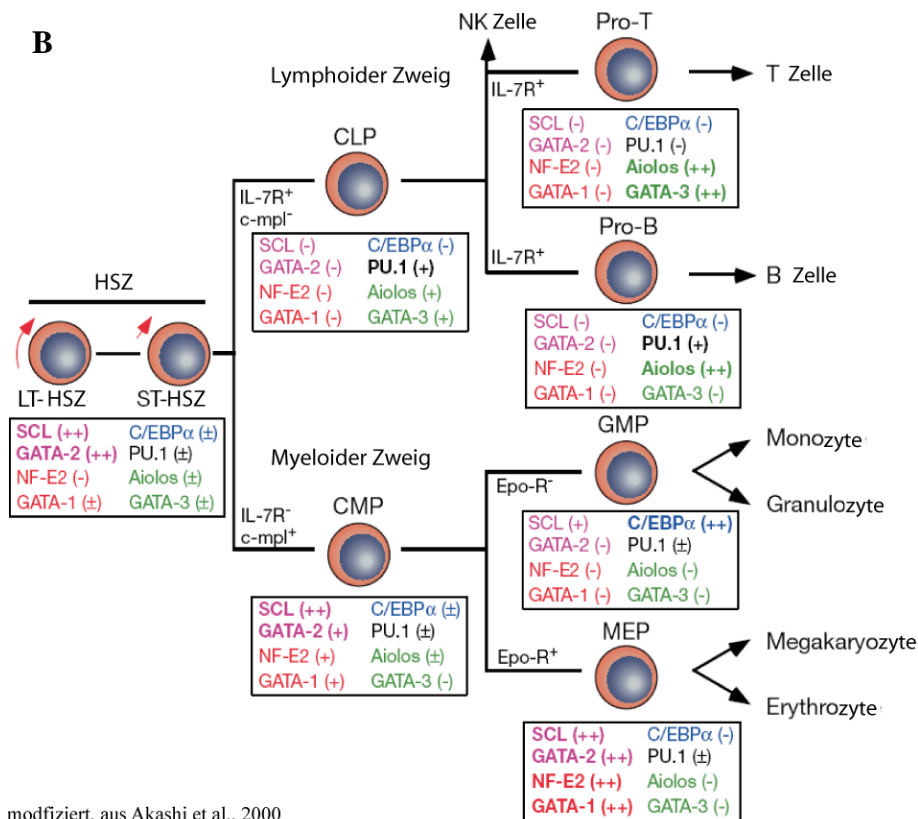 B
NK Zelle
Pro-T
Lymphoider Zweig
IL-7R⁺
T Zelle
SCL (-) C/EBPα (-)
GATA-2 (-) PU.1 (-)
NF-E2 (-) Aiolos (++)
GATA-1 (-) GATA-3 (++)
CLP
IL-7R⁺
c-mpl⁻
SCL (-) C/EBPα (-)
GATA-2 (-) PU.1 (+)
NF-E2 (-) Aiolos (+)
GATA-1 (-) GATA-3 (+)
Pro-B
IL-7R⁺
B Zelle
SCL (-) C/EBPα (-)
GATA-2 (-) PU.1 (+)
NF-E2 (-) Aiolos (++)
GATA-1 (-) GATA-3 (-)
HSZ
LT-HSZ ST-HSZ
SCL (++) C/EBPα (±)
GATA-2 (++) PU.1 (±)
NF-E2 (-) Aiolos (±)
GATA-1 (±) GATA-3 (±)
Myeloider Zweig
IL-7R⁻
c-mpl⁺
CMP
SCL (++) C/EBPα (±)
GATA-2 (+) PU.1 (±)
NF-E2 (+) Aiolos (±)
GATA-1 (+) GATA-3 (-)
GMP
Epo-R⁻
Monozyte
Granulozyte
SCL (+) C/EBPα (++)
GATA-2 (-) PU.1 (±)
NF-E2 (-) Aiolos (-)
GATA-1 (-) GATA-3 (-)
MEP
Epo-R⁺
Megakaryozyte
Erythrozyte
SCL (++) C/EBPα (-)
GATA-2 (++) PU.1 (±)
NF-E2 (++) Aiolos (-)
GATA-1 (++) GATA-3 (-)
modfiziert, aus Akashi et al., 2000